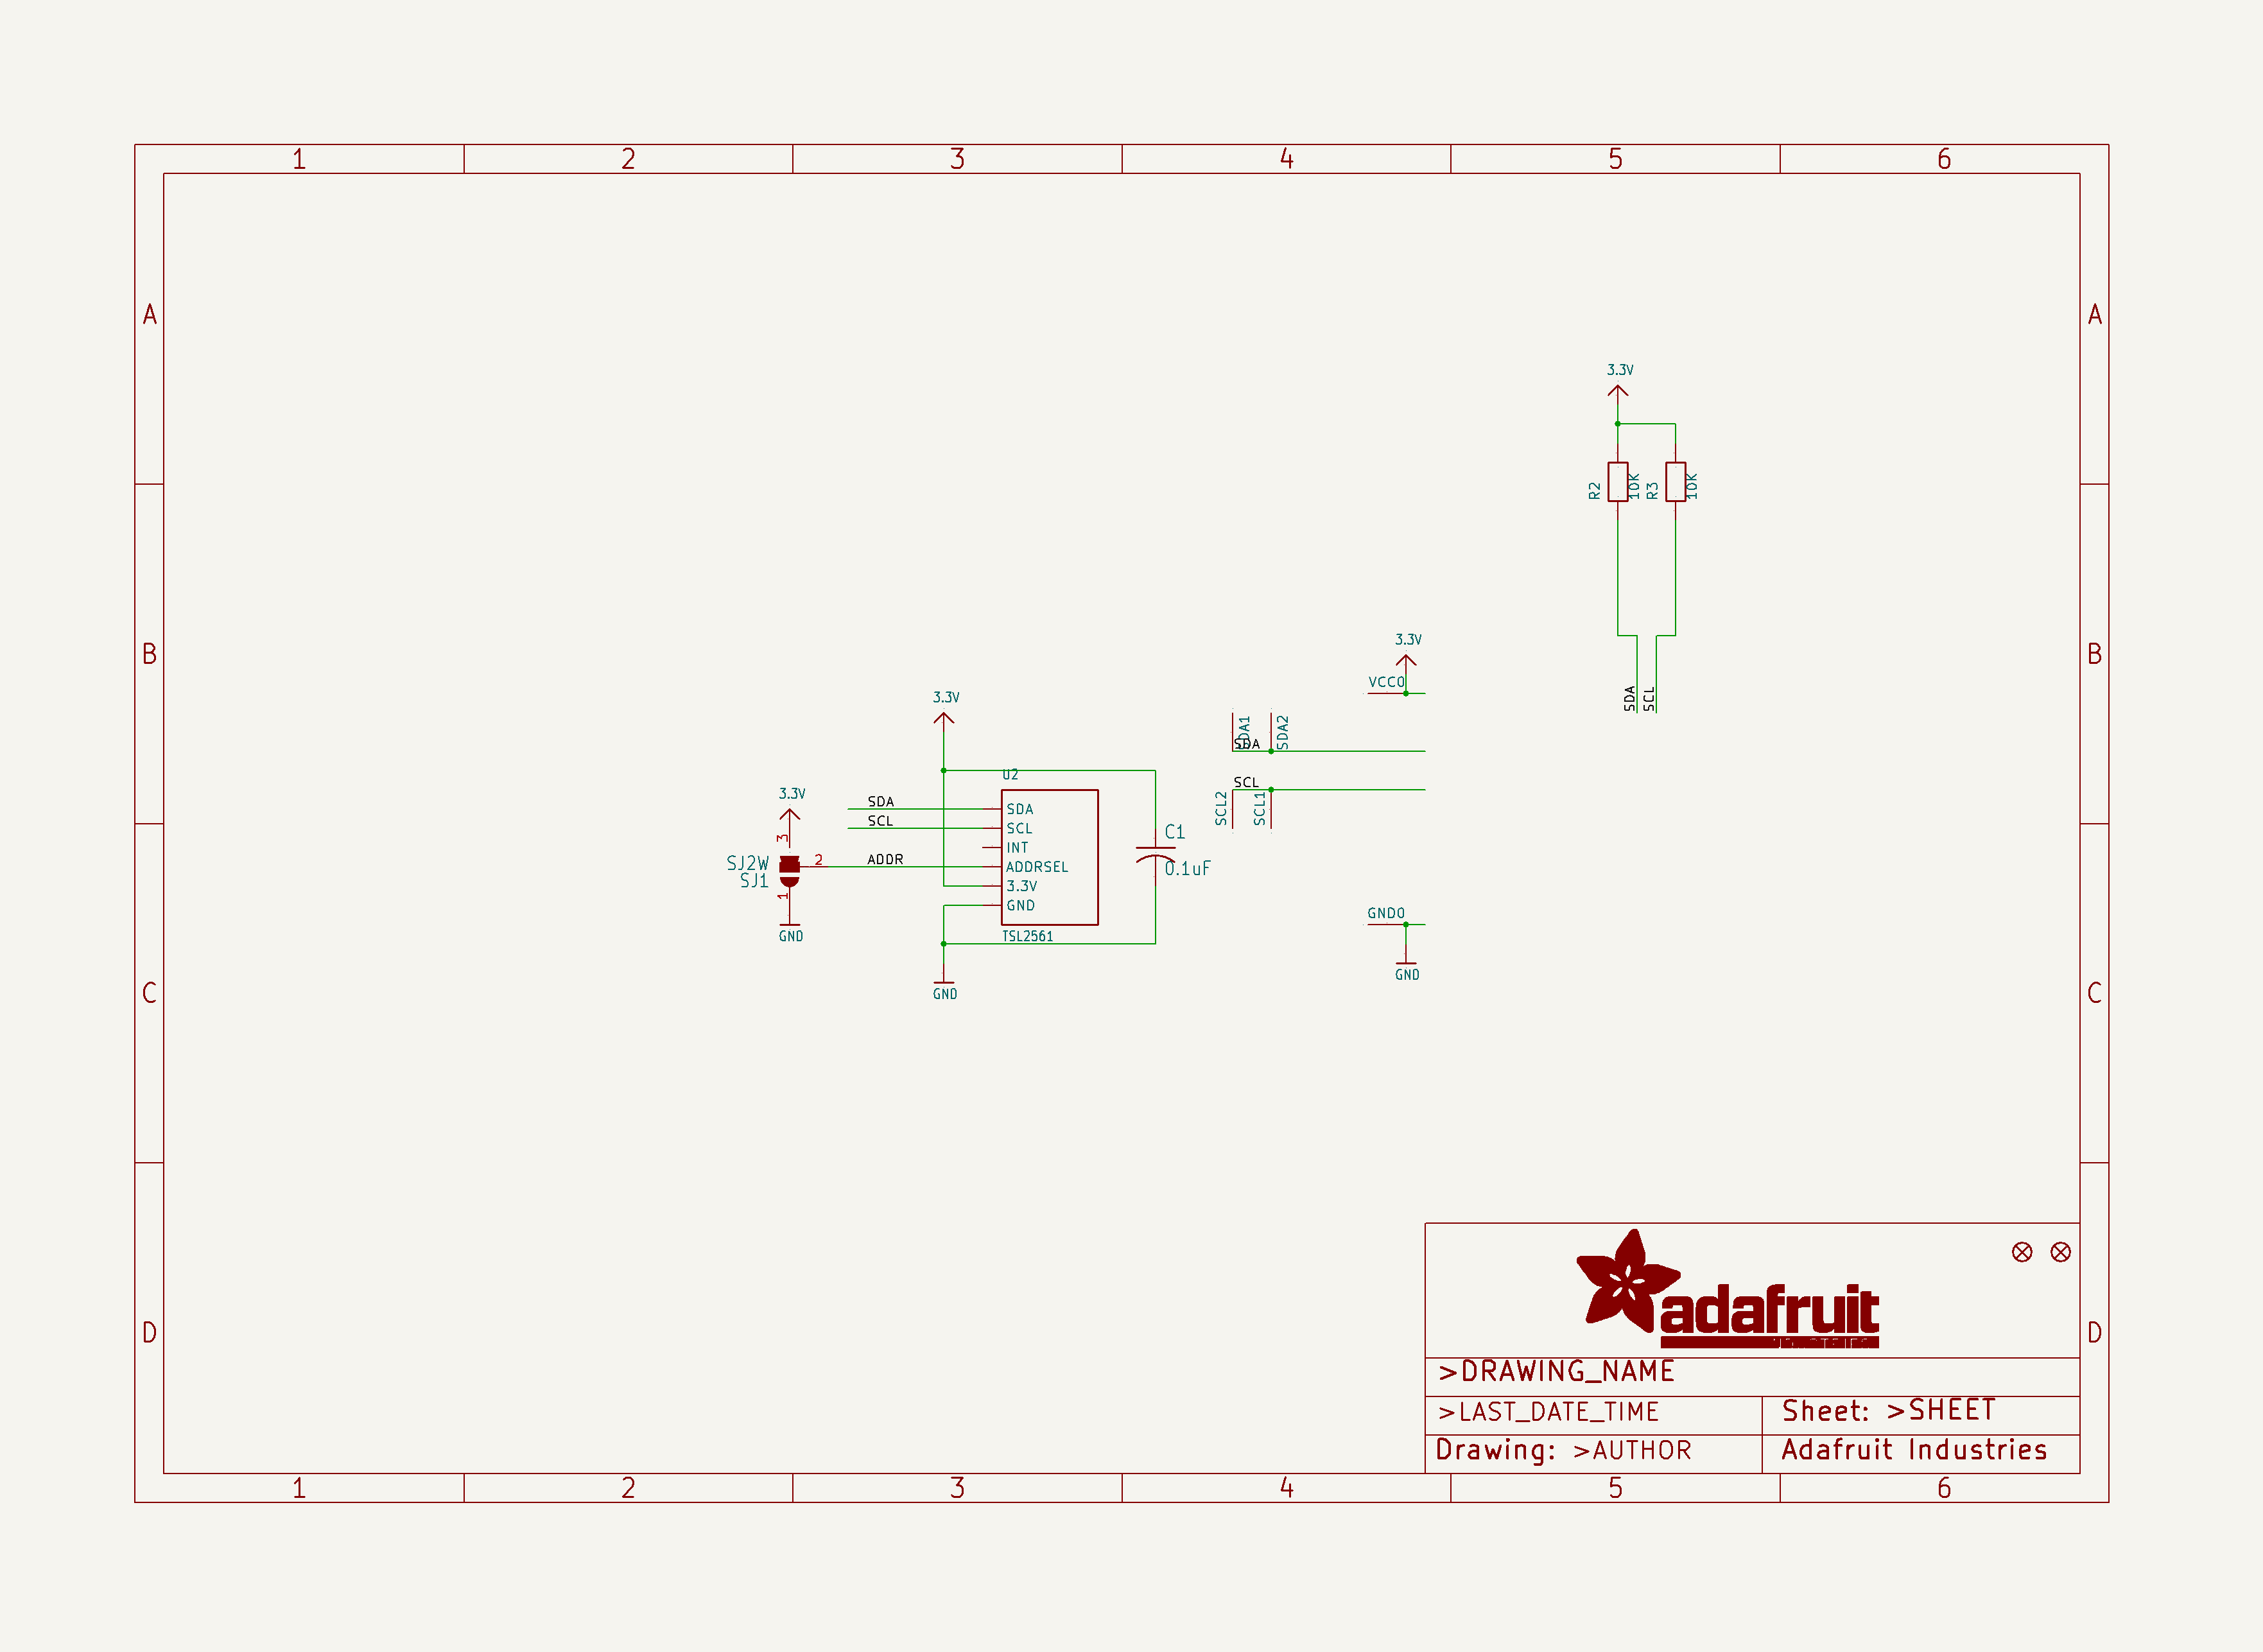 1 2 3 4 5 6
A A
3.3V
R2 10K R3 10K
B B
3.3V
VCC0
SDA SCL
3.3V
SDA1 SDA2
SDA
U2
SCL
3.3V
SDA SDA
SCL SCL
SCL2 SCL1
INT
3
C1
SJ2W 2 ADDR ADDRSEL
0.1uF
SJ1
3.3V
1
GND
GND0
GND
TSL2561
GND
GND
C C
adafruit
D D
>DRAWING_NAME
>LAST_DATE_TIME Sheet: >SHEET
Drawing: >AUTHOR Adafruit Industries
1 2 3 4 5 6